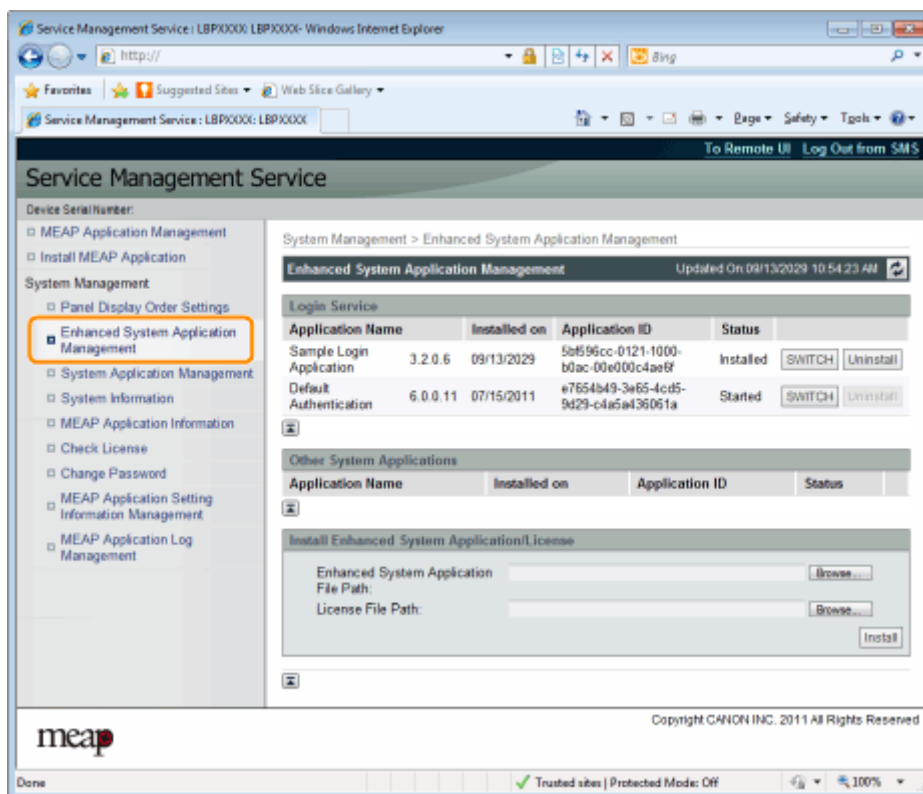 Service Management Service : LBPXXXX: LBPXXXX- Windows Internet Explorer
http://
Bing
Favorites Suggested Sites Web Slice Gallery
Service Management Service : LBPXXXX: LBPXXXX
Page Safety Tools
To Remote UI Log Out from SMS
Service Management Service
Device Serial Number:
MEAP Application Management
Install MEAP Application
System Management
Panel Display Order Settings
Enhanced System Application
Management
System Application Management
System Information
MEAP Application Information
Check License
Change Password
MEAP Application Setting
Information Management
MEAP Application Log
Management
System Management > Enhanced System Application Management
Enhanced System Application Management Updated On:09/13/2029 10:54:23 AM
Login Service
Application Name Installed on Application ID Status
Sample Login
Application 3.2.0.6 09/13/2029 5bf596cc-0121-1000-
b0ac-00e000c4ae6f Installed SWITCH Uninstall
Default
Authentication 6.0.0.11 07/15/2011 e7654b49-3e65-4cd5-
9d29-c4a5a436061a Started SWITCH Uninstall
Other System Applications
Application Name Installed on Application ID Status
Install Enhanced System Application/License
Enhanced System Application
File Path: Browse...
License File Path: Browse...
Install
Copyright CANON INC. 2011 All Rights Reserved
meap
Done Trusted sites | Protected Mode: Off 100%